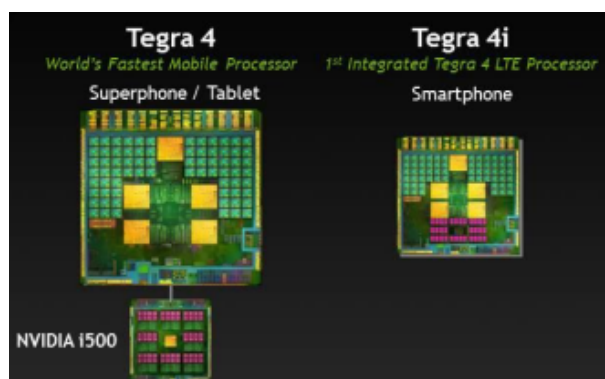 Tegra 4
World's Fastest Mobile Processor
Superphone / Tablet
Tegra 4i
1st Integrated Tegra 4 LTE Processor
Smartphone
NVIDIA i500